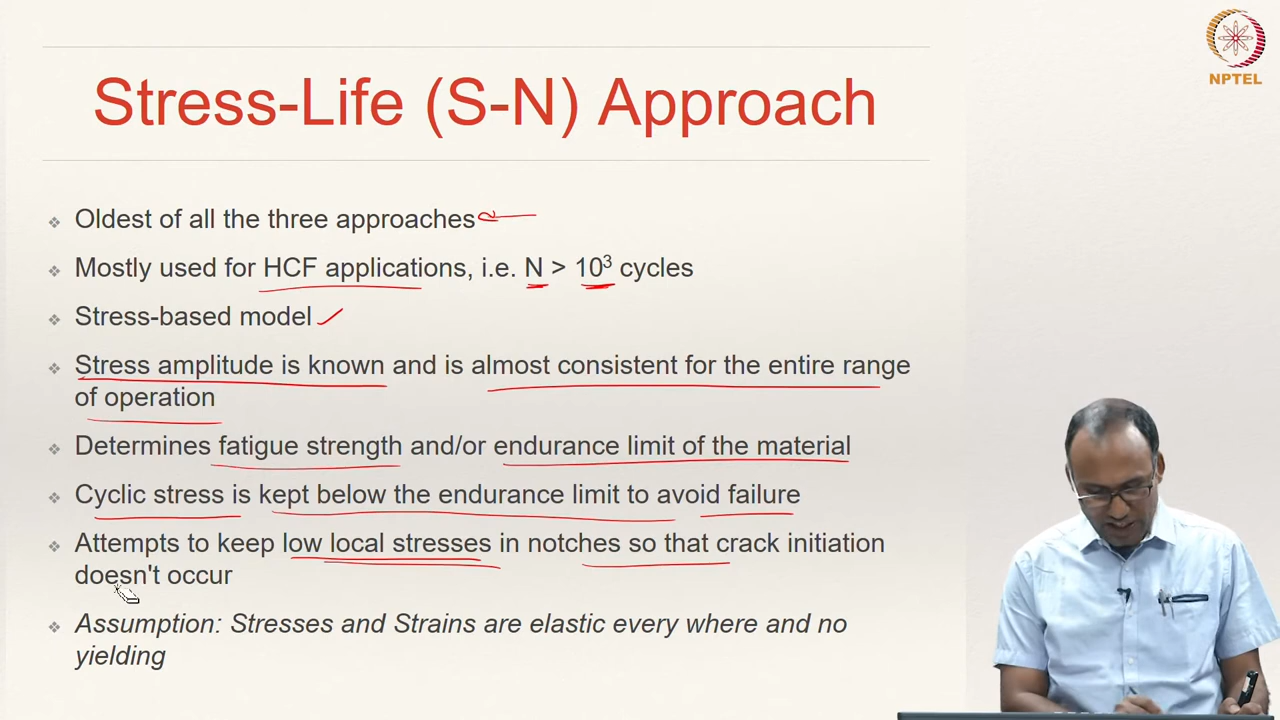 NPTEL
Stress-Life (S-N) Approach
❖ Oldest of all the three approaches
❖ Mostly used for HCF applications, i.e. N > 10³ cycles
❖ Stress-based model
❖ Stress amplitude is known and is almost consistent for the entire range
of operation
❖ Determines fatigue strength and/or endurance limit of the material
❖ Cyclic stress is kept below the endurance limit to avoid failure
❖ Attempts to keep low local stresses in notches so that crack initiation
doesn't occur
❖ Assumption: Stresses and Strains are elastic every where and no
yielding